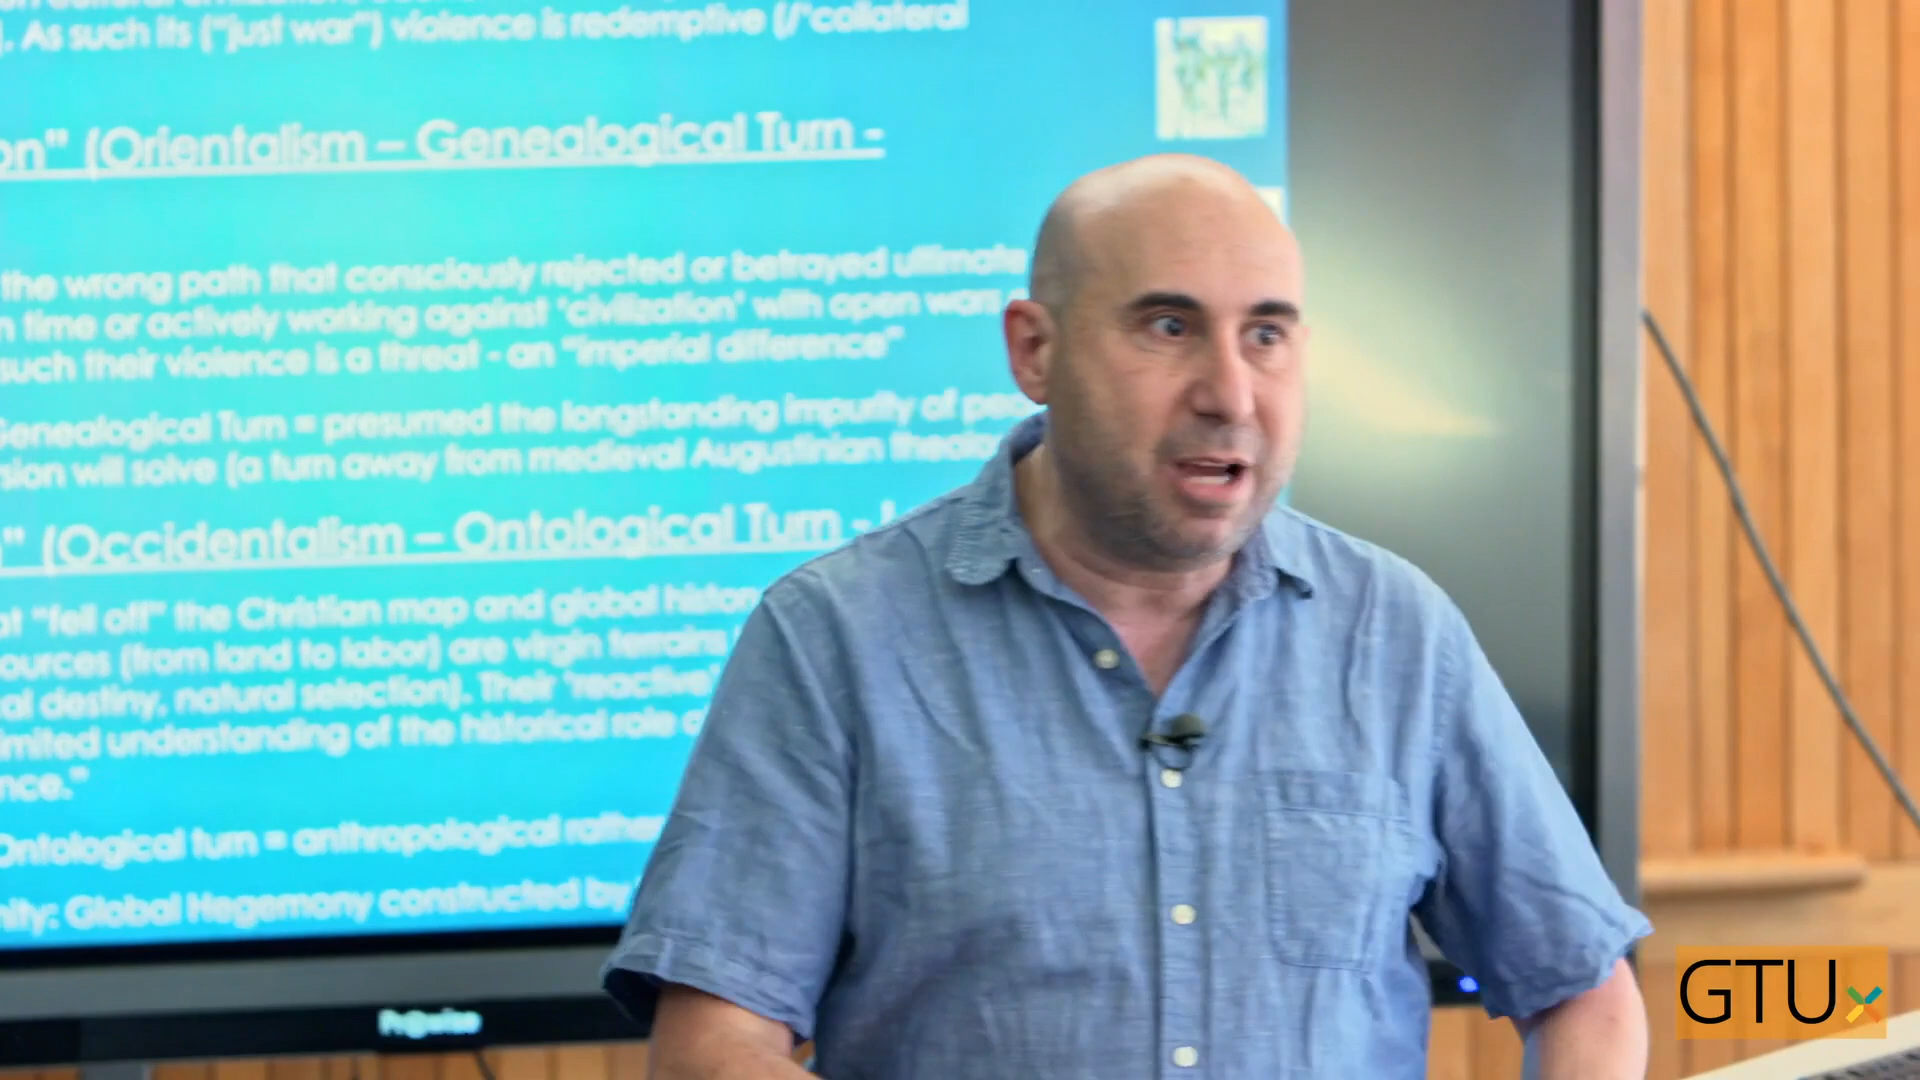 . As such its ("just war") violence is redemptive (/'collateral
on" (Orientalism – Genealogical Turn -
the wrong path that consciously rejected or betrayed ultimate
n time or actively working against 'civilization' with open wars
such their violence is a threat - an "imperial difference"
Genealogical Turn = presumed the longstanding impurity of
sion will solve (a turn away from medieval Augustinian
" (Occidentalism – Ontological Turn -
at "fell off" the Christian map and global
ources (from land to labor) are virgin terrains
al destiny, natural selection). Their 'reactive'
imited understanding of the historical role
nce."
Ontological turn = anthropological
nity: Global Hegemony constructed by
Prowise
GTUx